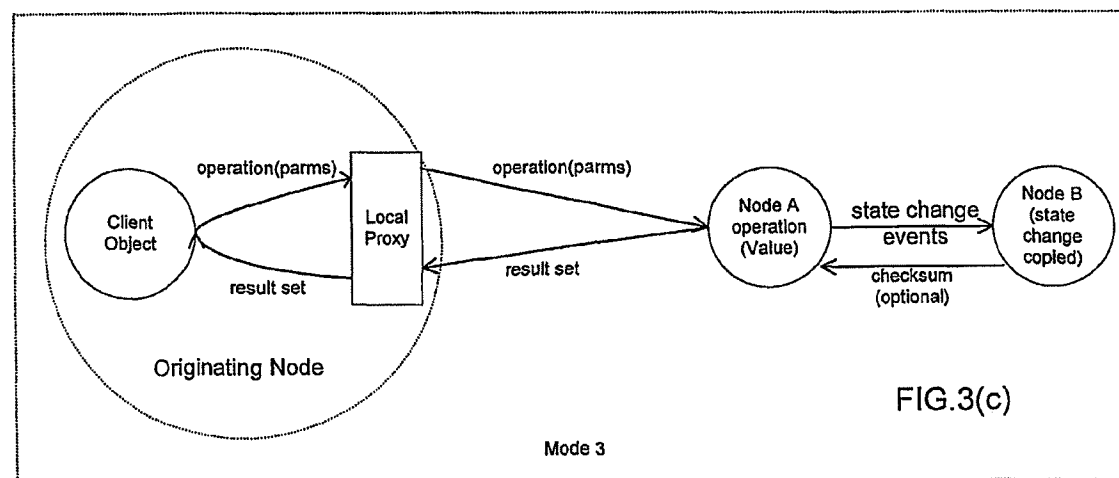 operation(parms)
operation(parms)
Client
Object
Local
Proxy
Node A
operation
(Value)
state change
events
Node B
(state
change
copied)
result set
result set
checksum
(optional)
Originating Node
FIG.3(c)
Mode 3